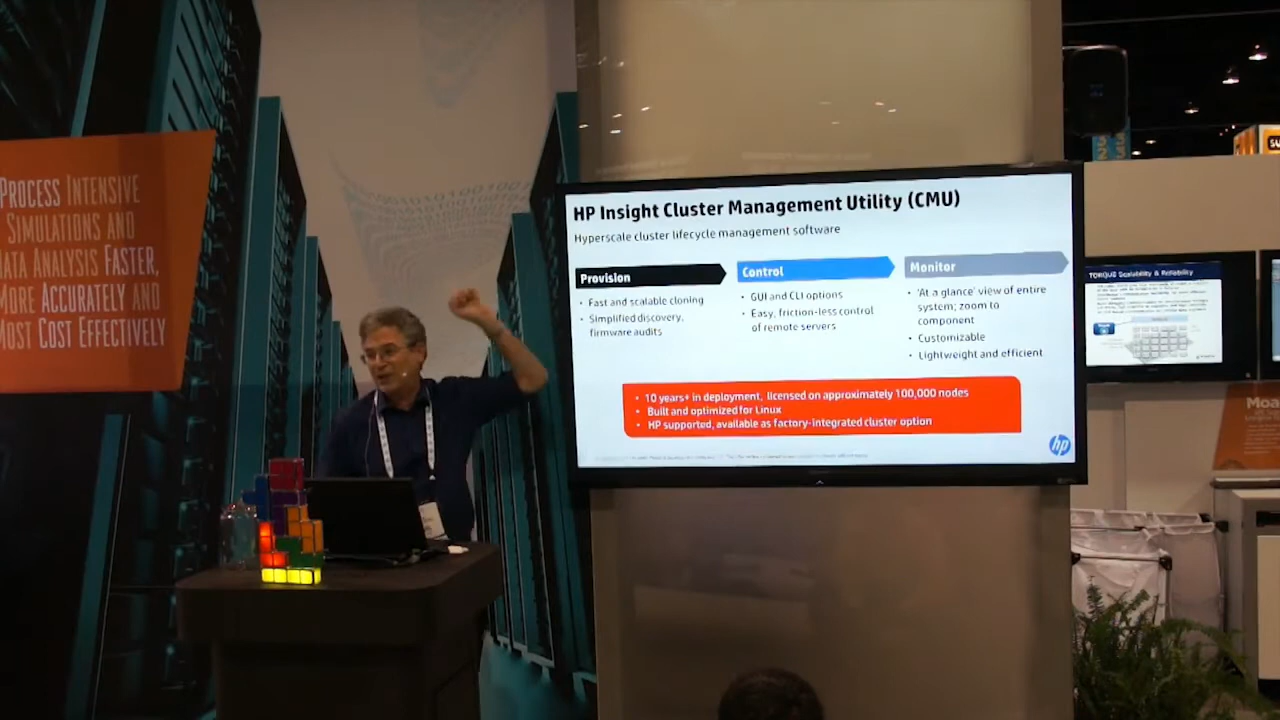 PROCESS INTENSIVE
SIMULATIONS AND
DATA ANALYSIS FASTER,
MORE ACCURATELY AND
MOST COST EFFECTIVELY
HP Insight Cluster Management Utility (CMU)
Hyperscale cluster lifecycle management software
Provision
• Fast and scalable cloning
• Simplified discovery,
firmware audits
Control
• GUI and CLI options
• Easy, friction-less control
of remote servers
Monitor
• 'At a glance' view of entire
system; zoom to
component
• Customizable
• Lightweight and efficient
• 10 years+ in deployment, licensed on approximately 100,000 nodes
• Built and optimized for Linux
• HP supported, available as factory-integrated cluster option
hp
TORQUE Scalability & Reliability
Moa